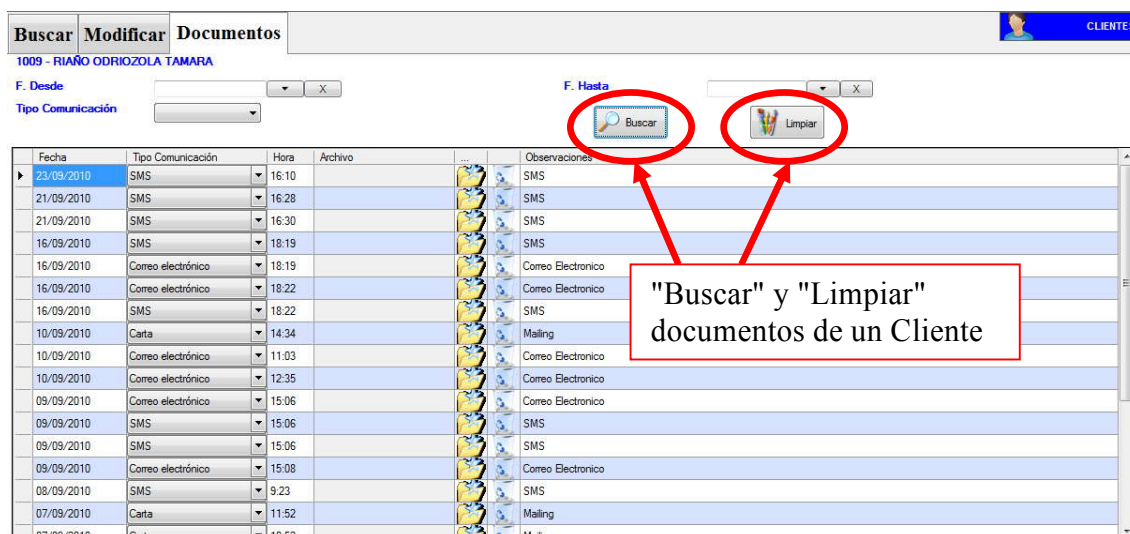 Buscar Modificar Documentos CLIENTES
1009 - RIAÑO ODRIOZOLA TAMARA
F. Desde X F. Hasta X
Tipo Comunicación
Buscar Limpiar
Fecha Tipo Comunicación Hora Archivo ... Observaciones
23/09/2010 SMS 16:10 SMS
21/09/2010 SMS 16:28 SMS
21/09/2010 SMS 16:30 SMS
16/09/2010 SMS 18:19 SMS
16/09/2010 Correo electrónico 18:19 Correo Electronico
16/09/2010 Correo electrónico 18:22 Correo Electronico
16/09/2010 SMS 18:22 SMS
10/09/2010 Carta 14:34 Mailing
10/09/2010 Correo electrónico 11:03 Correo Electronico
10/09/2010 Correo electrónico 12:35 Correo Electronico
09/09/2010 Correo electrónico 15:06 Correo Electronico
09/09/2010 SMS 15:06 SMS
09/09/2010 SMS 15:06 SMS
09/09/2010 Correo electrónico 15:08 Correo Electronico
08/09/2010 SMS 9:23 SMS
07/09/2010 Carta 11:52 Mailing
"Buscar" y "Limpiar"
documentos de un Cliente